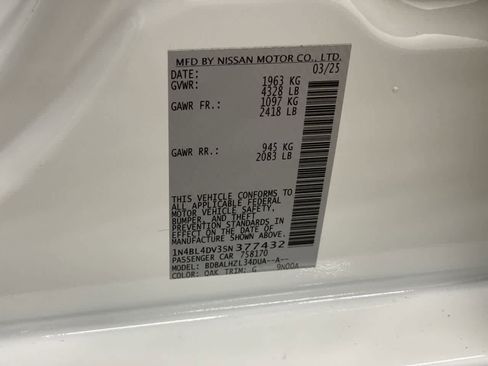 MFD BY NISSAN MOTOR CO., LTD.
DATE: 03/25
GVWR: 1963 KG
4328 LB
GAWR FR.: 1097 KG
2418 LB
GAWR RR.: 945 KG
2083 LB
THIS VEHICLE CONFORMS TO
ALL APPLICABLE FEDERAL
MOTOR VEHICLE SAFETY,
BUMPER, AND THEFT
PREVENTION STANDARDS IN
EFFECT ON THE DATE OF
MANUFACTURE SHOWN ABOVE.
1N4BL4DV3SN377432
PASSENGER CAR 758170
MODEL: BDBALHZL34DUA--A--
COLOR: QAK TRIM: G 9N00A